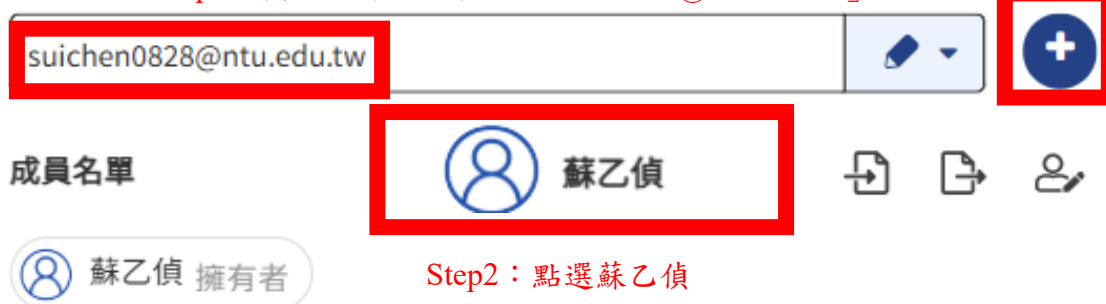 suichen0828@ntu.edu.tw
成員名單
蘇乙偵
蘇乙偵 擁有者
Step2：點選蘇乙偵